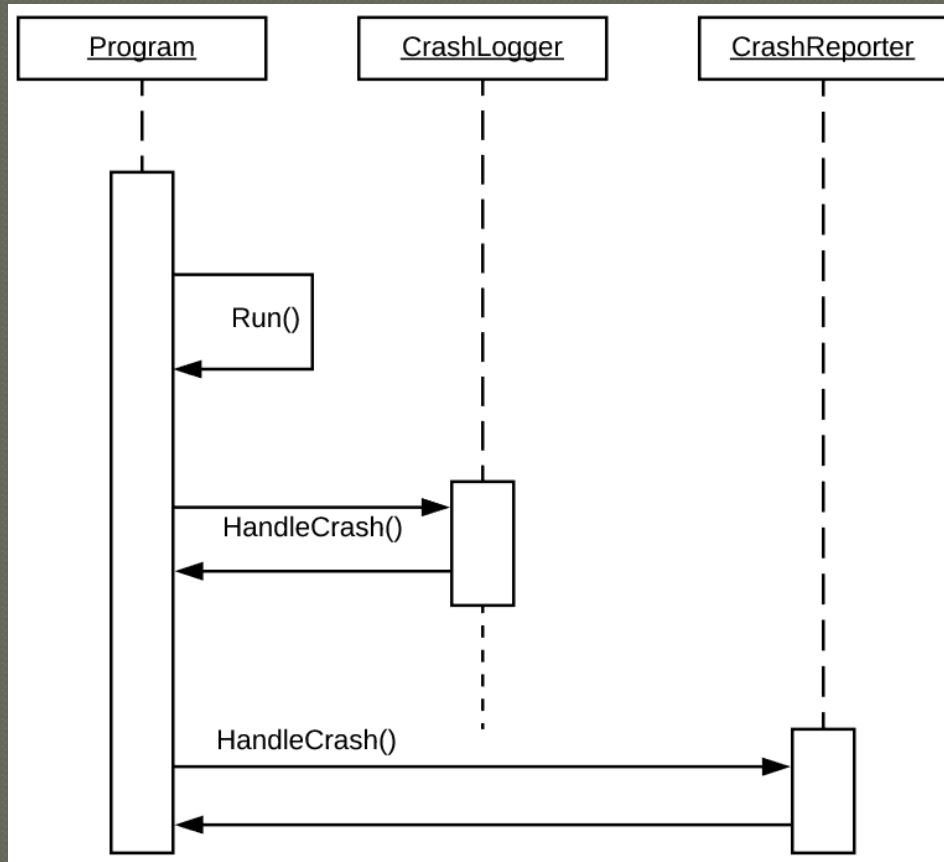 Program
CrashLogger
CrashReporter
Run()
HandleCrash()
HandleCrash()